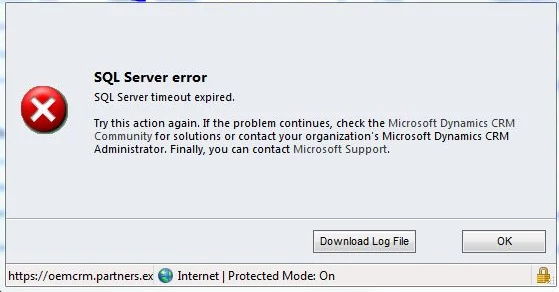 SQL Server error
SQL Server timeout expired.
Try this action again. If the problem continues, check the Microsoft Dynamics CRM
Community for solutions or contact your organization's Microsoft Dynamics CRM
Administrator. Finally, you can contact Microsoft Support.
Download Log File
OK
https://oemcrm.partners.ex
Internet | Protected Mode: On